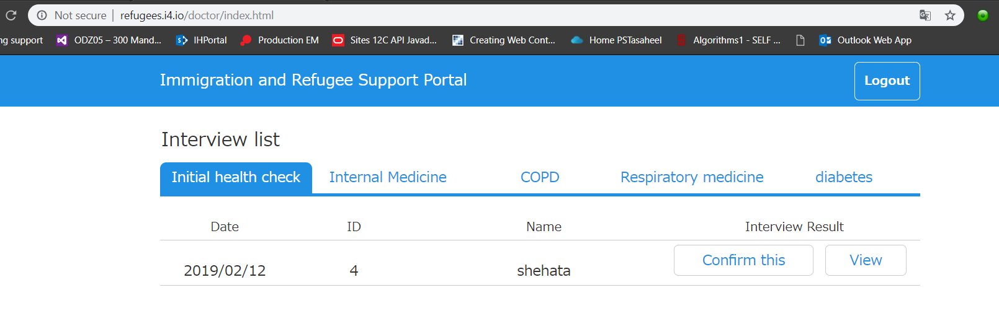 Not secure | refugees.i4.io/doctor/index.html
ng support ODZ05 – 300 Mand... IHPortal Production EM Sites 12C API Javad... Creating Web Cont... Home PSTasaheel Algorithms1 - SELF ... Outlook Web App
Immigration and Refugee Support Portal Logout
Interview list
Initial health check Internal Medicine COPD Respiratory medicine diabetes
Date ID Name Interview Result
2019/02/12 4 shehata Confirm this View